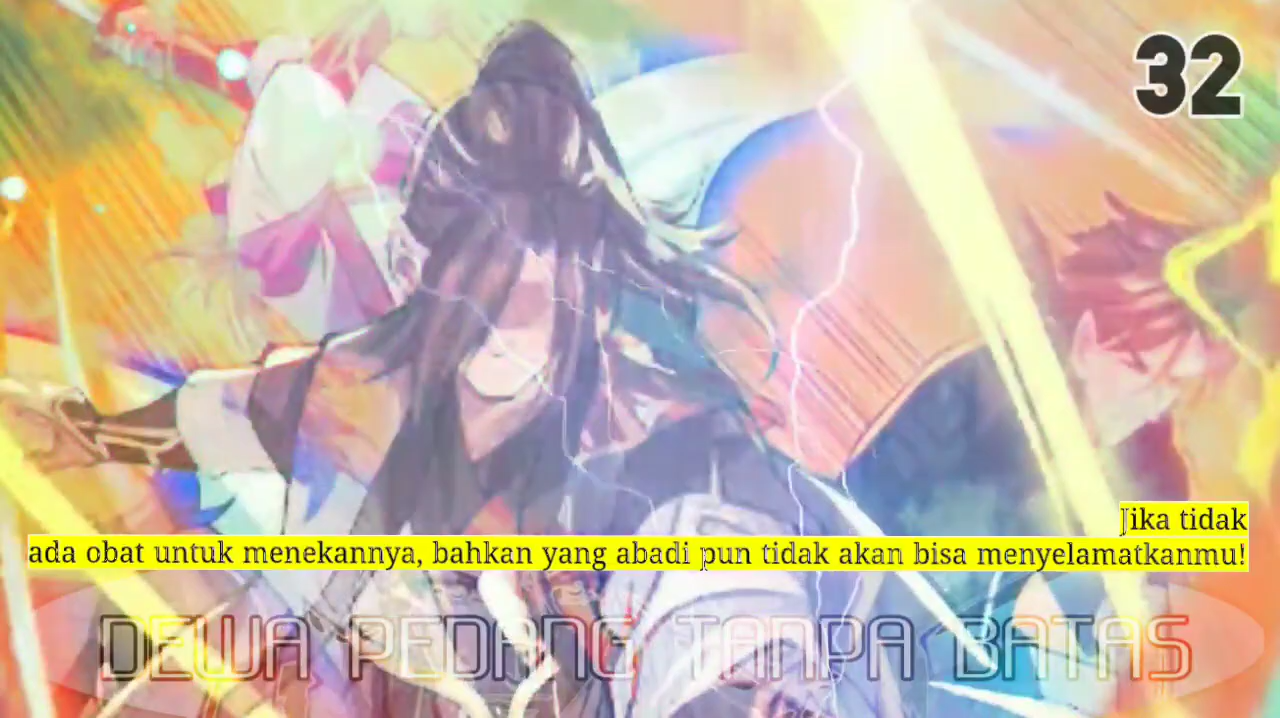 32
Jika tidak
ada obat untuk menekannya, bahkan yang abadi pun tidak akan bisa menyelamatkanmu!
DEWA PEDANG TANPA BATAS